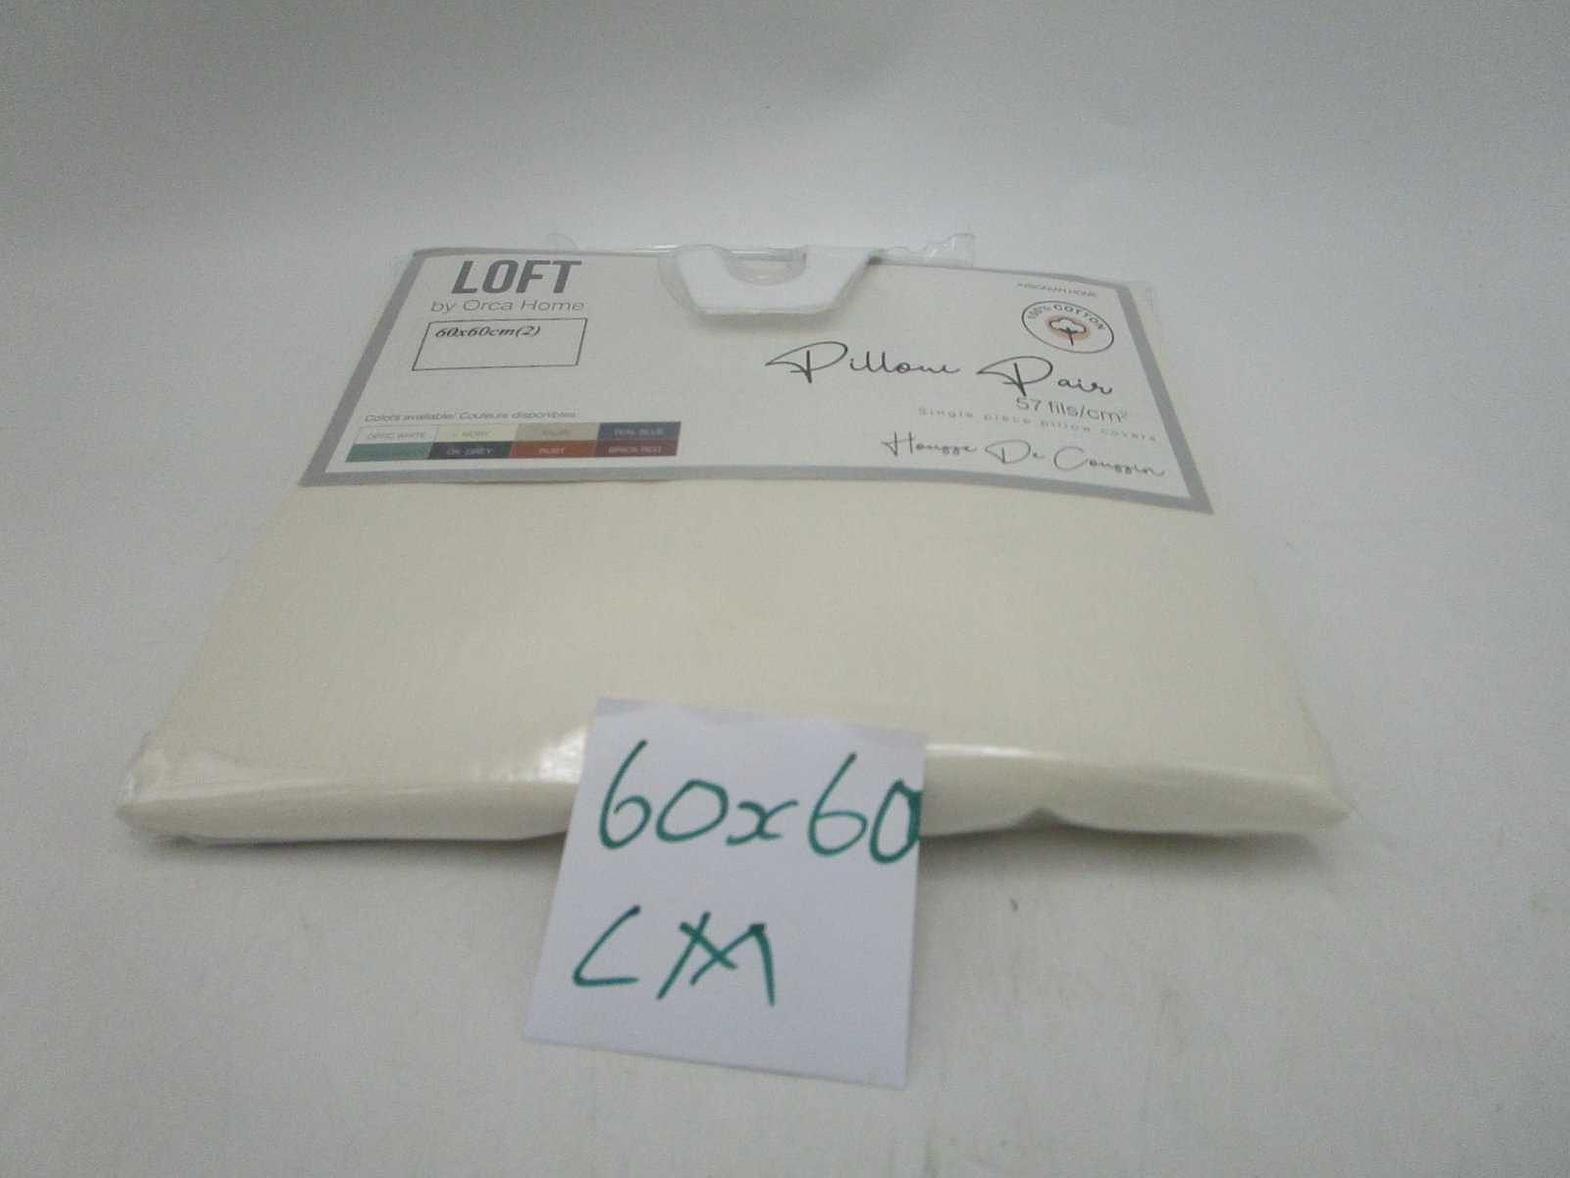 LOFT
by Orca Home
60x60cm(2)
100% COTTON
Pillow Pair
57 fils/cm²
Single piece pillow covers
Housse De Coussin
Colors available/ Couleurs disponibles
OPTIC WHITE
IVORY
TEAL BLUE
DK. GREY
RUST
BRICK RED
60x60
CM